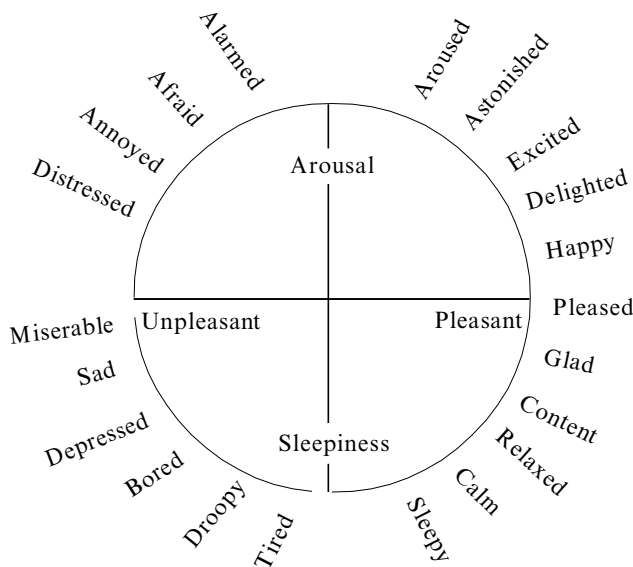 Alarmed
Aroused
Astonished
Afraid
Annoyed
Excited
Arousal
Distressed
Delighted
Happy
Miserable
Unpleasant
Pleasant
Pleased
Sad
Glad
Depressed
Content
Sleepiness
Relaxed
Bored
Calm
Droopy
Sleepy
Tired